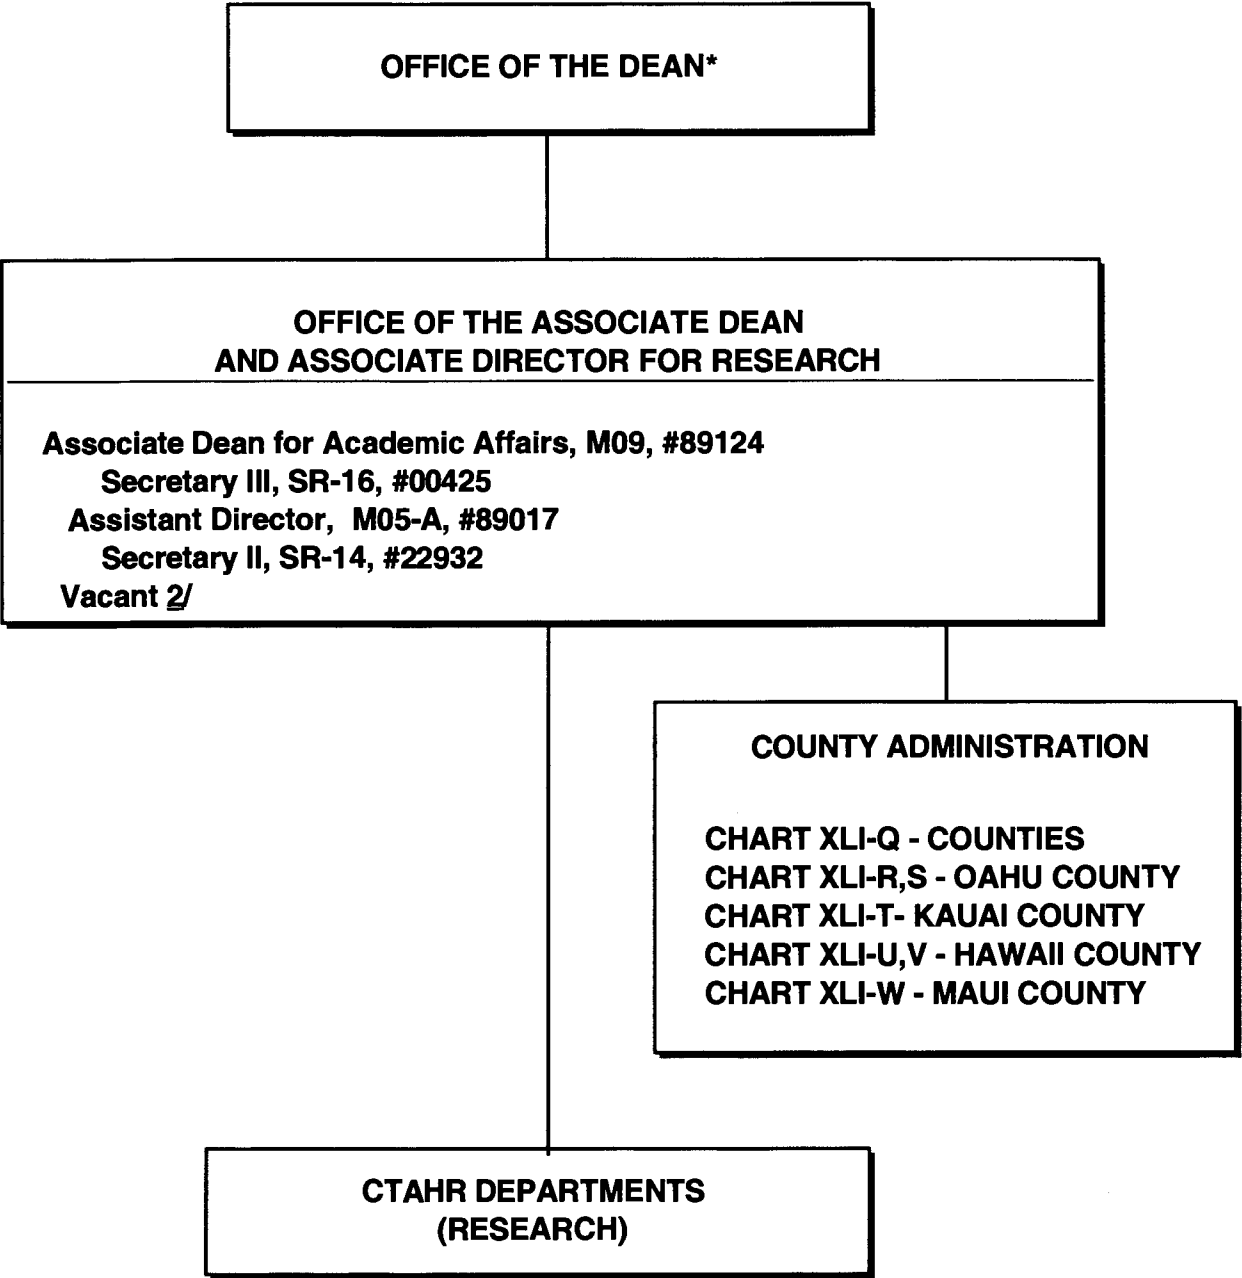 OFFICE OF THE DEAN*
OFFICE OF THE ASSOCIATE DEAN
AND ASSOCIATE DIRECTOR FOR RESEARCH
Associate Dean for Academic Affairs, M09, #89124
Secretary III, SR-16, #00425
Assistant Director, M05-A, #89017
Secretary II, SR-14, #22932
Vacant 2/
COUNTY ADMINISTRATION
CHART XLI-Q - COUNTIES
CHART XLI-R,S - OAHU COUNTY
CHART XLI-T- KAUAI COUNTY
CHART XLI-U,V - HAWAII COUNTY
CHART XLI-W - MAUI COUNTY
CTAHR DEPARTMENTS
(RESEARCH)